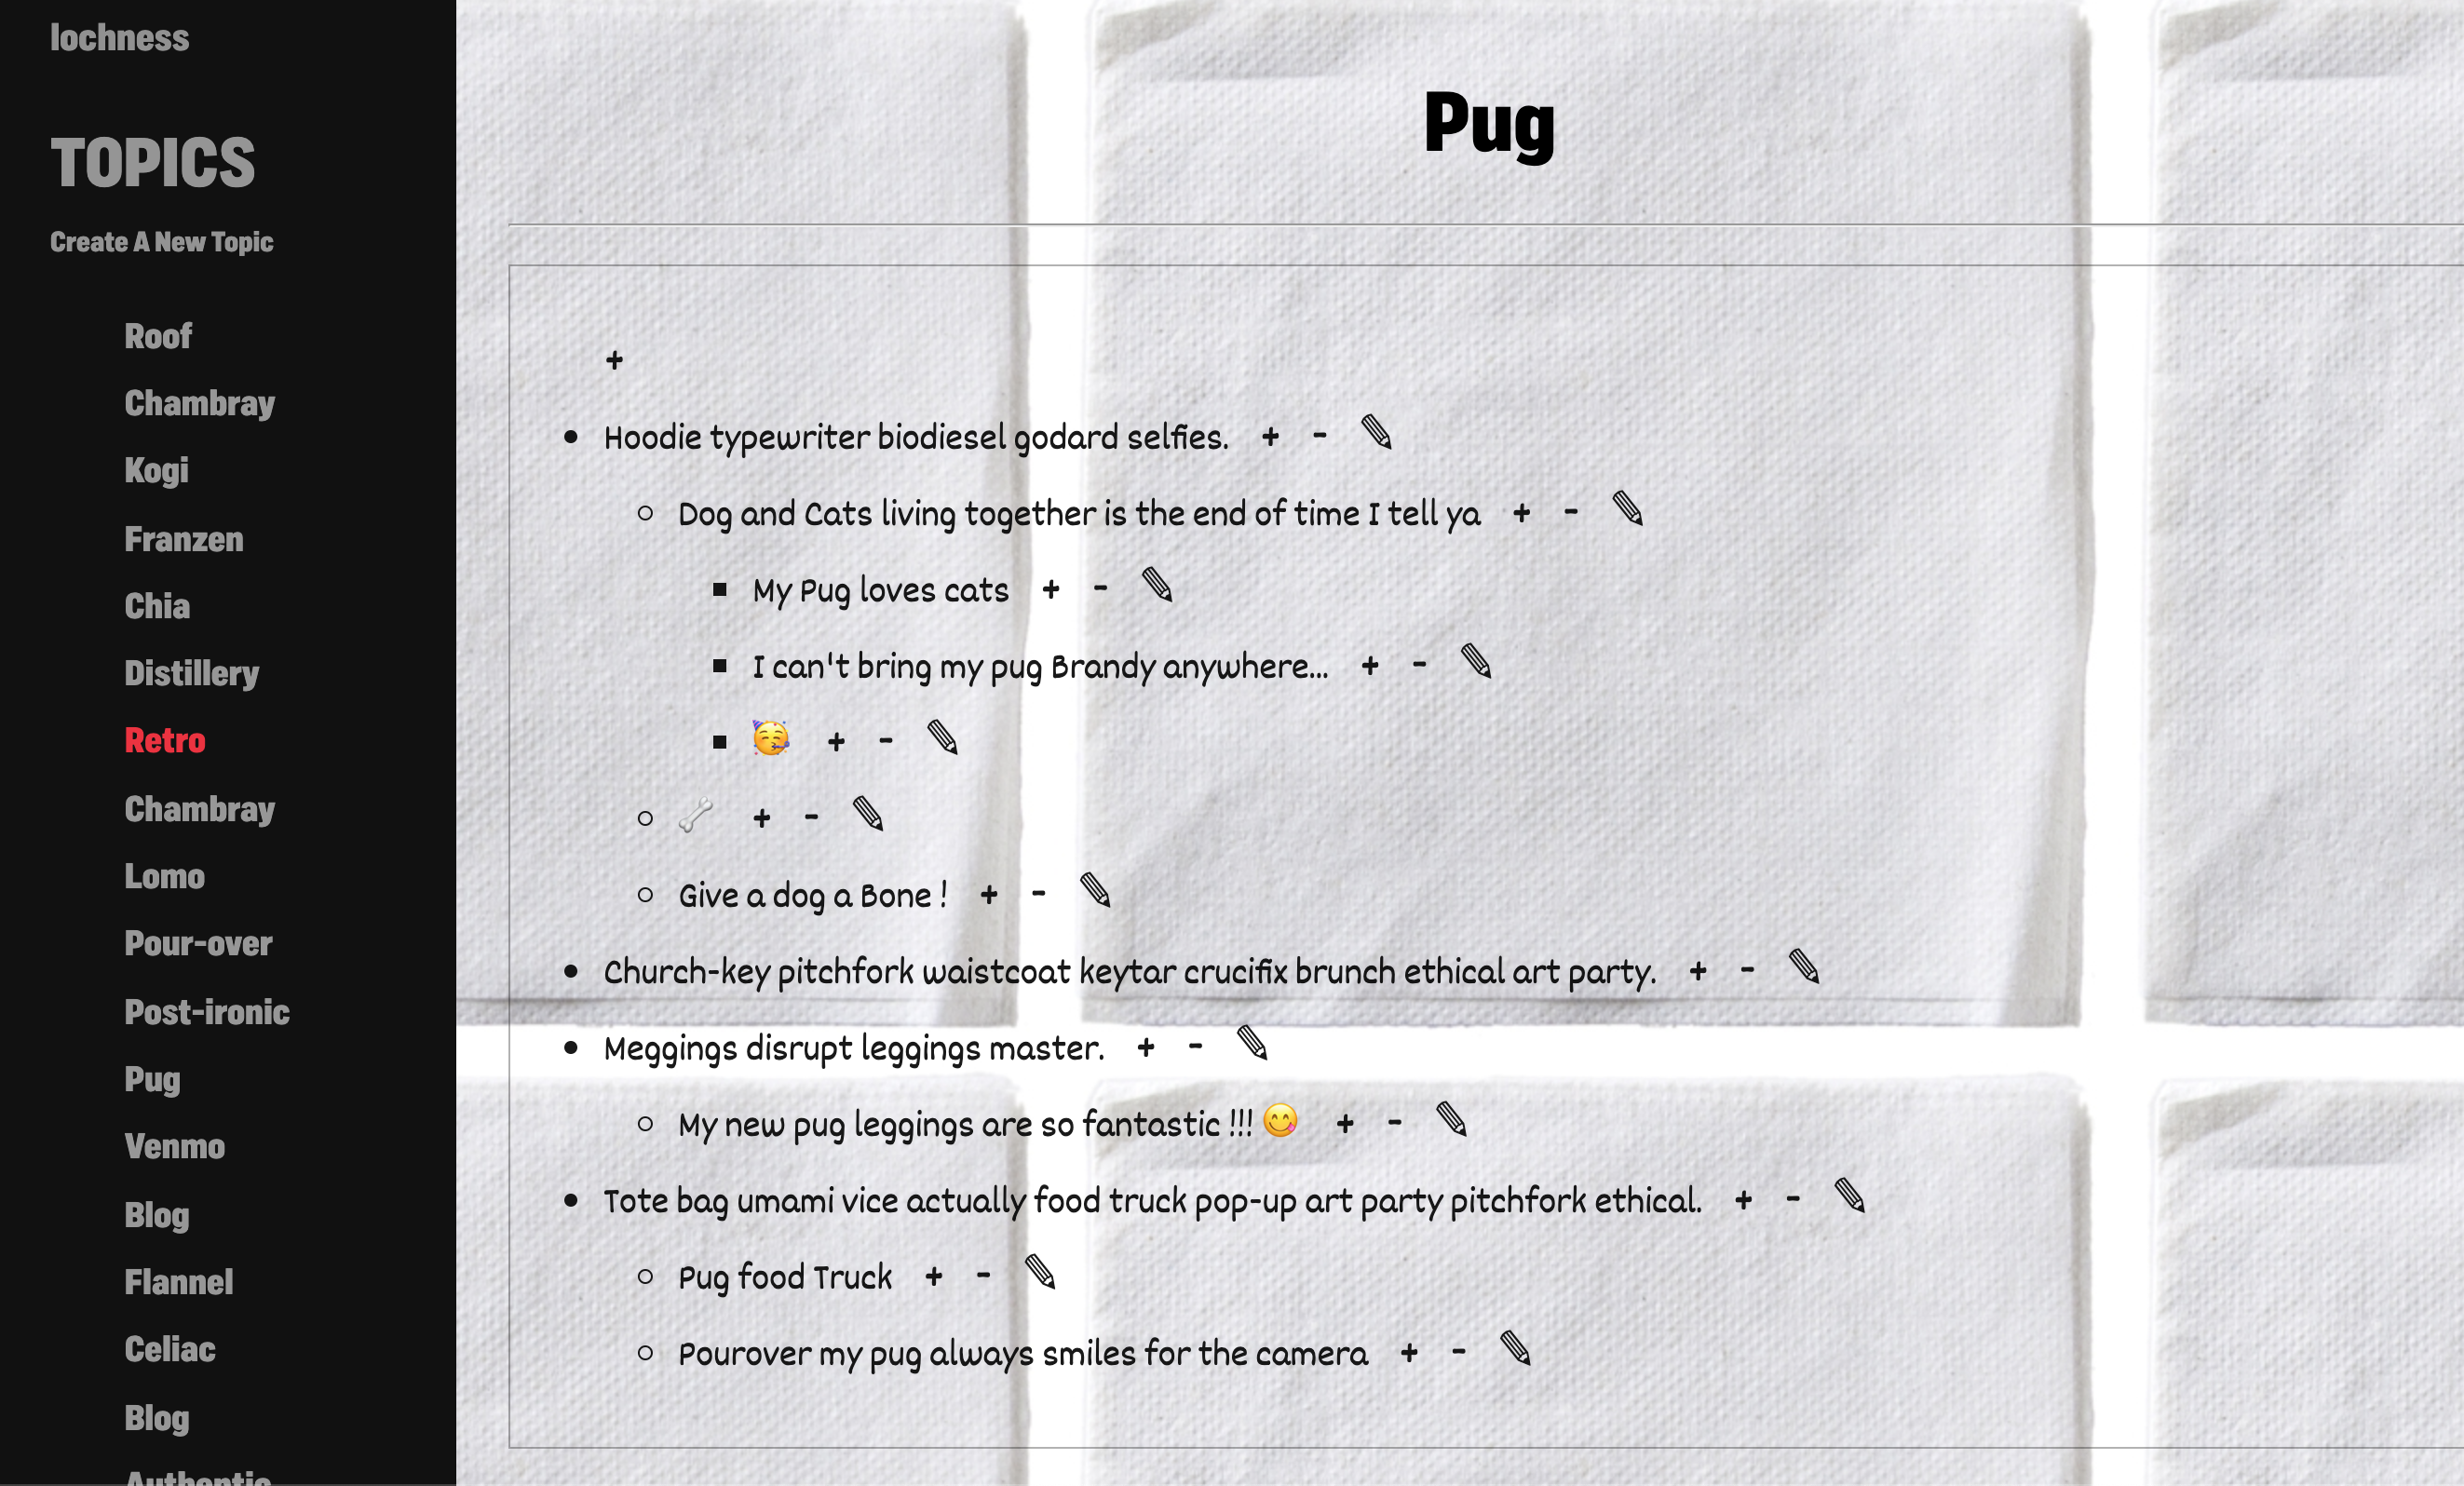 lochness
TOPICS
Create A New Topic
Roof
Chambray
Kogi
Franzen
Chia
Distillery
Retro
Chambray
Lomo
Pour-over
Post-ironic
Pug
Venmo
Blog
Flannel
Celiac
Blog
Authentic
Pug
+
Hoodie typewriter biodiesel godard selfies. + -
Dog and Cats living together is the end of time I tell ya + -
My Pug loves cats + -
I can't bring my pug Brandy anywhere... + -
🥳 + -
🦴 + -
Give a dog a Bone ! + -
Church-key pitchfork waistcoat keytar crucifix brunch ethical art party. + -
Meggings disrupt leggings master. + -
My new pug leggings are so fantastic !!! 😋 + -
Tote bag umami vice actually food truck pop-up art party pitchfork ethical. + -
Pug food Truck + -
Pourover my pug always smiles for the camera + -